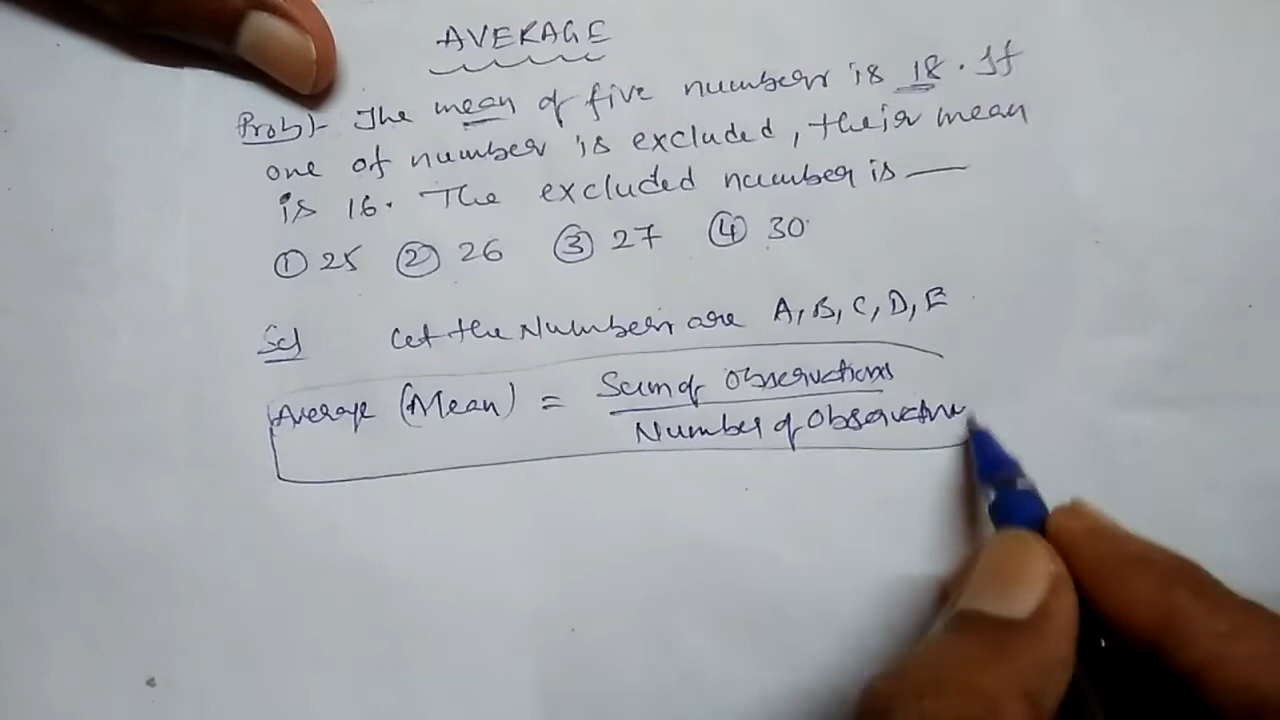 AVERAGE
Prob)- The mean of five number is 18. If
one of number is excluded, their mean
is 16. The excluded number is —
① 25 ② 26 ③ 27 ④ 30
Sol Let the Numbers are A, B, C, D, E
Average (Mean) = Sum of Observations
Number of Observations